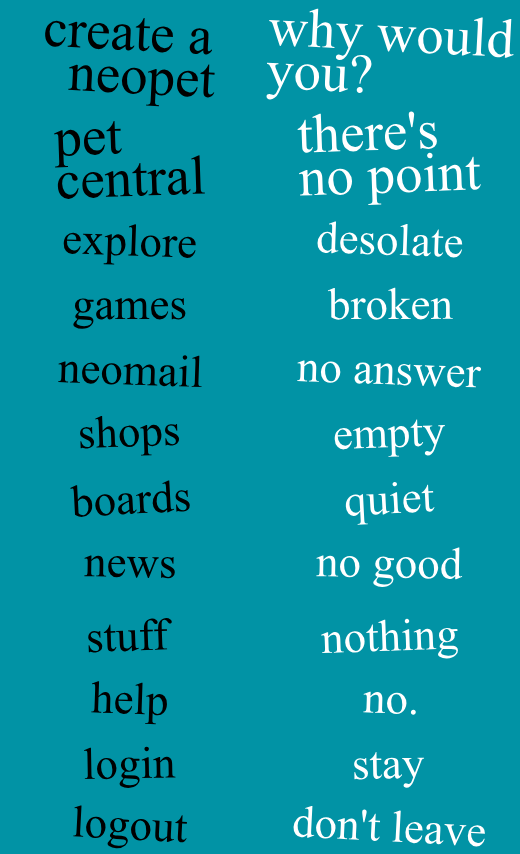 create a
neopet
why would
you?
pet
central
there's
no point
explore
desolate
games
broken
neomail
no answer
shops
empty
boards
quiet
news
no good
stuff
nothing
help
no.
login
stay
logout
don't leave